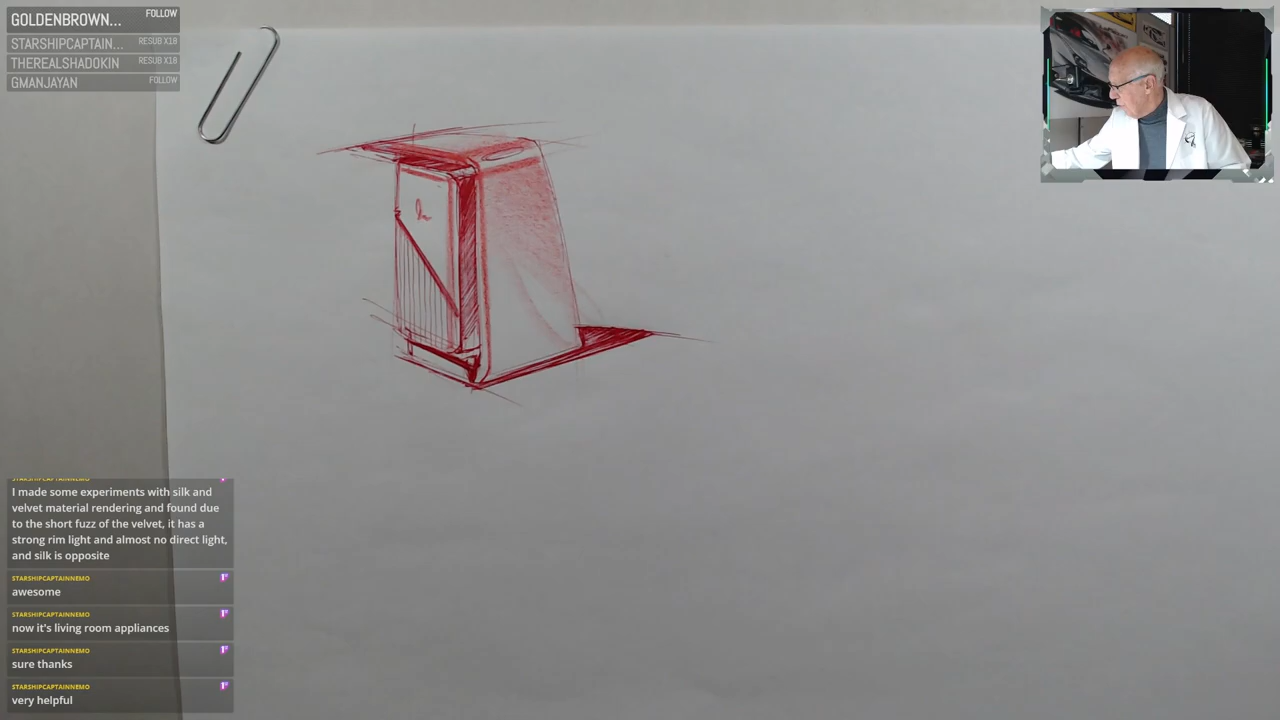 GOLDENBROWN... FOLLOW
STARSHIPCAPTAIN... RESUB X18
THEREALSHADOKIN RESUB X18
GMANJAYAN FOLLOW
STARSHIPCAPTAINNEMO
I made some experiments with silk and
velvet material rendering and found due
to the short fuzz of the velvet, it has a
strong rim light and almost no direct light,
and silk is opposite
STARSHIPCAPTAINNEMO
awesome
STARSHIPCAPTAINNEMO
now it's living room appliances
STARSHIPCAPTAINNEMO
sure thanks
STARSHIPCAPTAINNEMO
very helpful